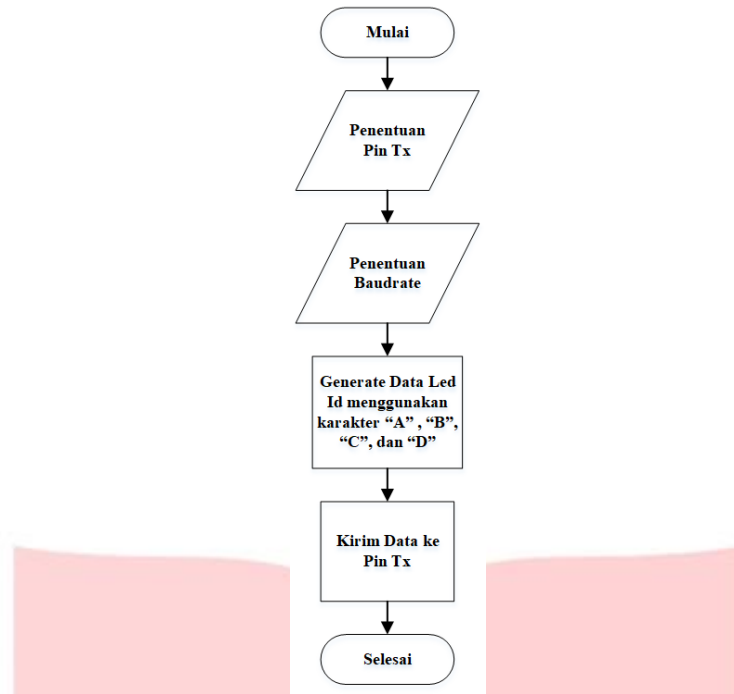 Mulai
Penentuan
Pin Tx
Penentuan
Baudrate
Generate Data Led
Id menggunakan
karakter “A” , “B”,
“C”, dan “D”
Kirim Data ke
Pin Tx
Selesai